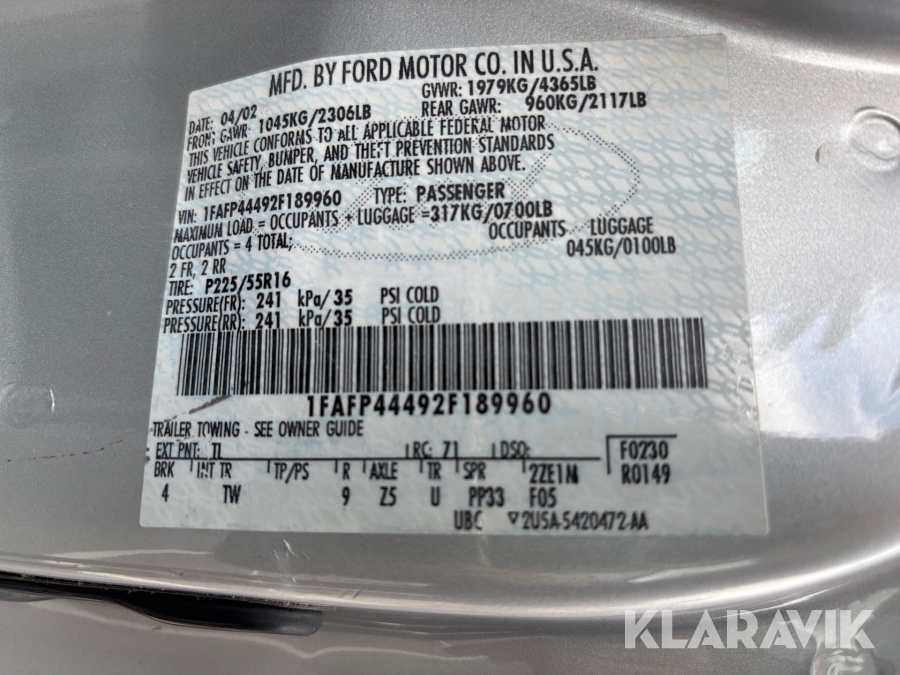 MFD. BY FORD MOTOR CO. IN U.S.A.
DATE: 04/02 GVWR: 1979KG/4365LB
FRONT GAWR: 1045KG/2306LB REAR GAWR: 960KG/2117LB
THIS VEHICLE CONFORMS TO ALL APPLICABLE FEDERAL MOTOR
VEHICLE SAFETY, BUMPER, AND THEFT PREVENTION STANDARDS
IN EFFECT ON THE DATE OF MANUFACTURE SHOWN ABOVE.
VIN: 1FAFP44492F189960 TYPE: PASSENGER
MAXIMUM LOAD = OCCUPANTS + LUGGAGE =317KG/0700LB
OCCUPANTS = 4 TOTAL; OCCUPANTS LUGGAGE
2 FR, 2 RR 045KG/0100LB
TIRE: P225/55R16
PRESSURE(FR): 241 kPa/ 35 PSI COLD
PRESSURE(RR): 241 kPa/ 35 PSI COLD
1FAFP44492F189960
TRAILER TOWING - SEE OWNER GUIDE
EXT PNT: TI RC: 71 DSO: F0230
BRK INT TR TP/PS R AXLE TR SPR 2ZE1M R0149
4 TW 9 Z5 U PP33 F05
UBC ▽2U5A-5420472-AA
KLARAVIK